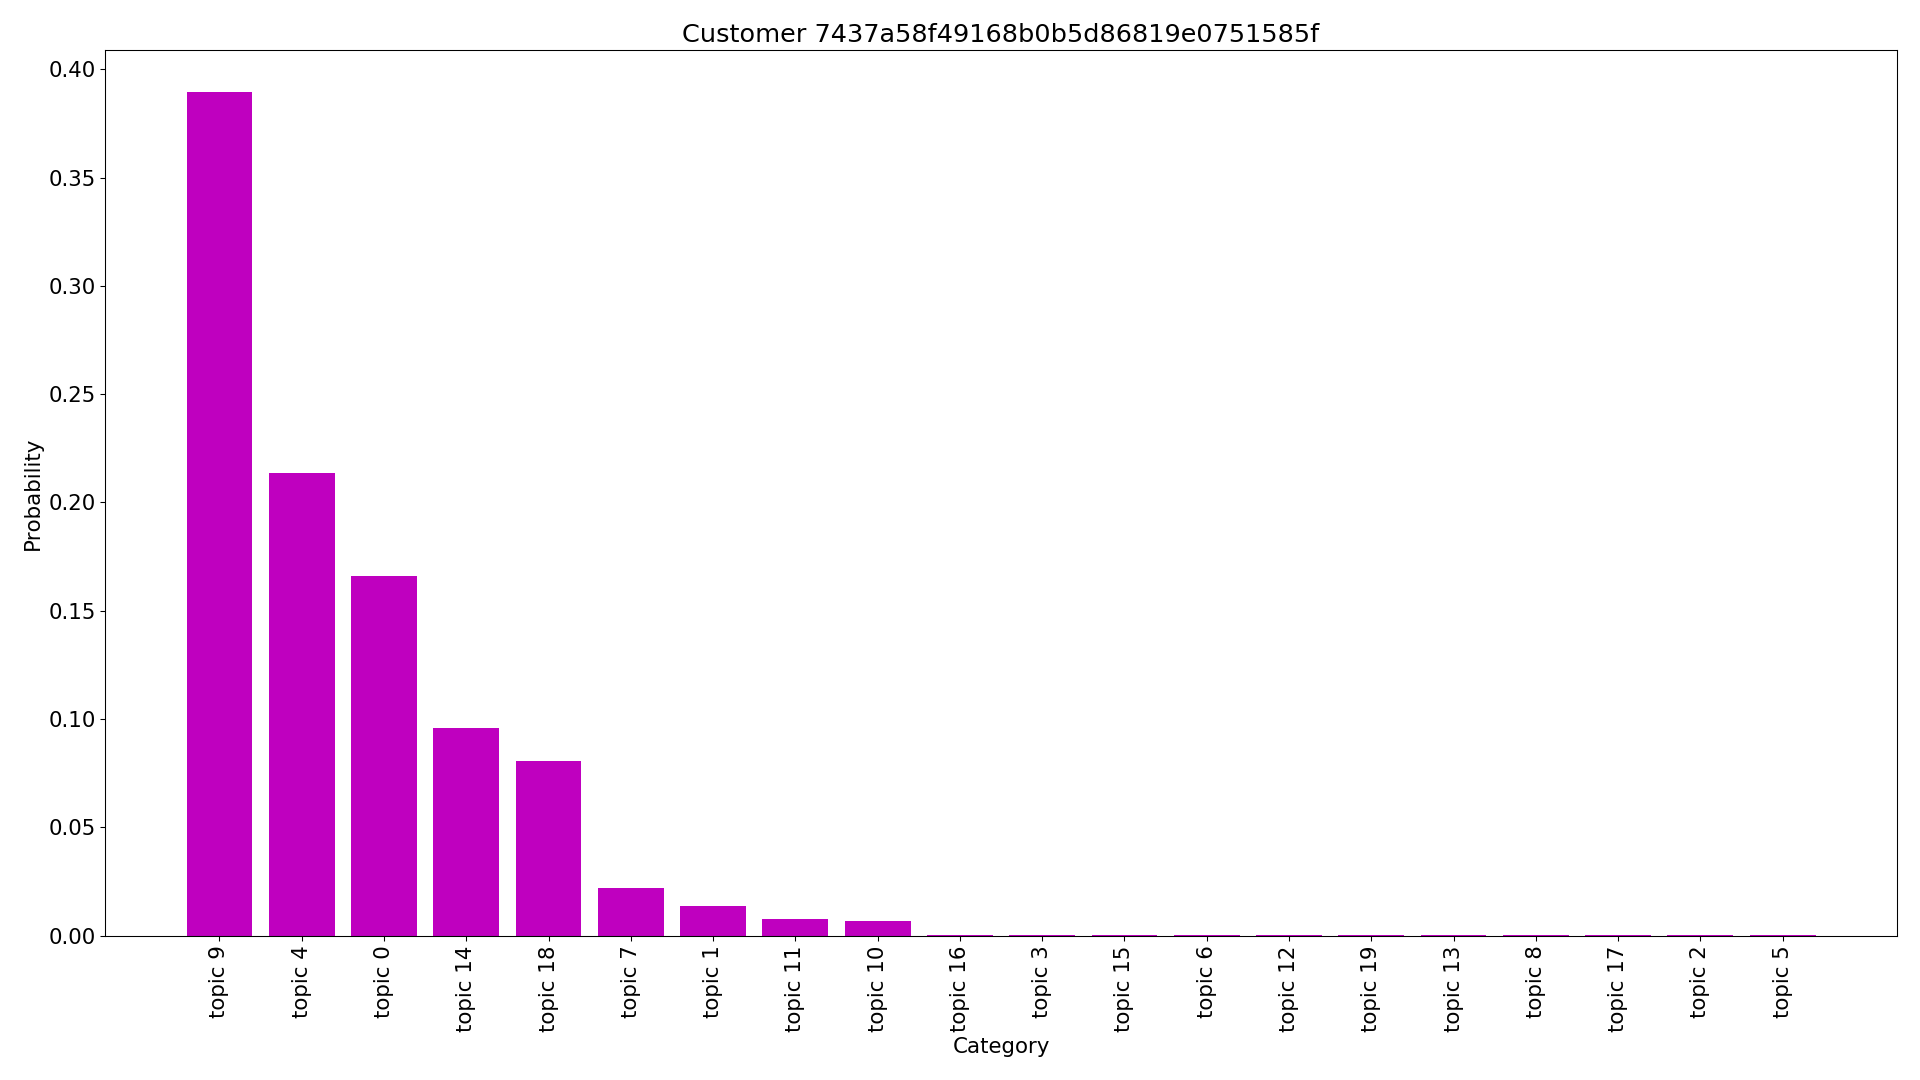 Customer 7437a58f49168b0b5d86819e0751585f
0.40
0.35
0.30
0.25
0.20
0.15
0.10
0.05
0.00
Probability
topic 9
topic 4
topic 0
topic 14
topic 18
topic 7
topic 1
topic 11
topic 10
topic 16
topic 3
topic 15
topic 6
topic 12
topic 19
topic 13
topic 8
topic 17
topic 2
topic 5
Category